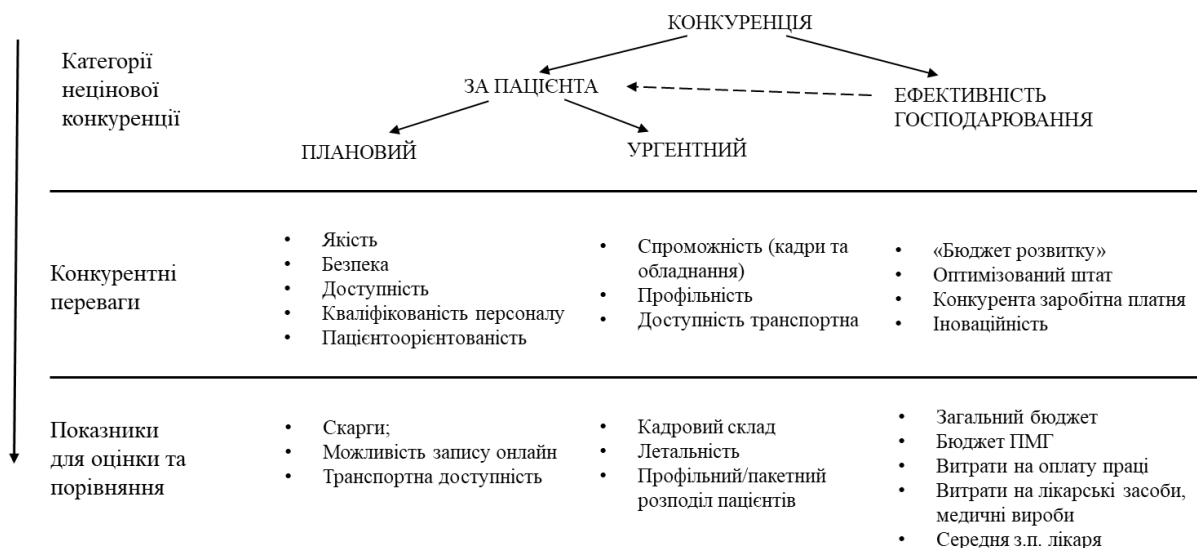 КОНКУРЕНЦІЯ
Категорії
нецінової
конкуренції
ЗА ПАЦІЄНТА
ЕФЕКТИВНІСТЬ
ГОСПОДАРЮВАННЯ
ПЛАНОВИЙ
УРГЕНТНИЙ
Конкурентні
переваги
• Якість
• Безпека
• Доступність
• Кваліфікованість персоналу
• Пацієнтоорієнтованість
• Спроможність (кадри та
обладнання)
• Профільність
• Доступність транспортна
• «Бюджет розвитку»
• Оптимізований штат
• Конкурента заробітна платня
• Іноваційність
Показники
для оцінки та
порівняння
• Скарги;
• Можливість запису онлайн
• Транспортна доступність
• Кадровий склад
• Летальність
• Профільний/пакетний
розподіл пацієнтів
• Загальний бюджет
• Бюджет ПМГ
• Витрати на оплату праці
• Витрати на лікарські засоби,
медичні вироби
• Середня з.п. лікаря